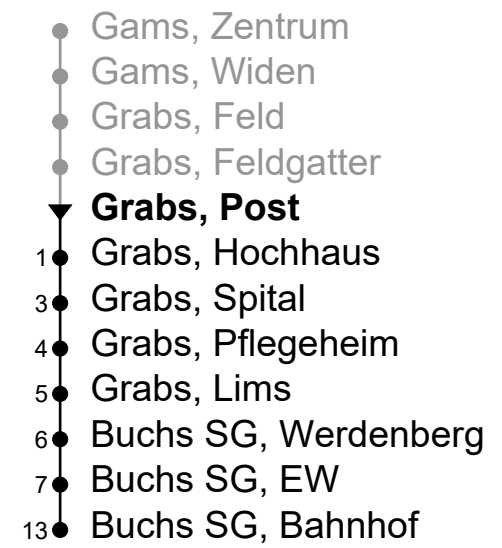 Gams, Zentrum
Gams, Widen
Grabs, Feld
Grabs, Feldgatter
Grabs, Post
1 Grabs, Hochhaus
3 Grabs, Spital
4 Grabs, Pflegeheim
5 Grabs, Lims
6 Buchs SG, Werdenberg
7 Buchs SG, EW
13 Buchs SG, Bahnhof